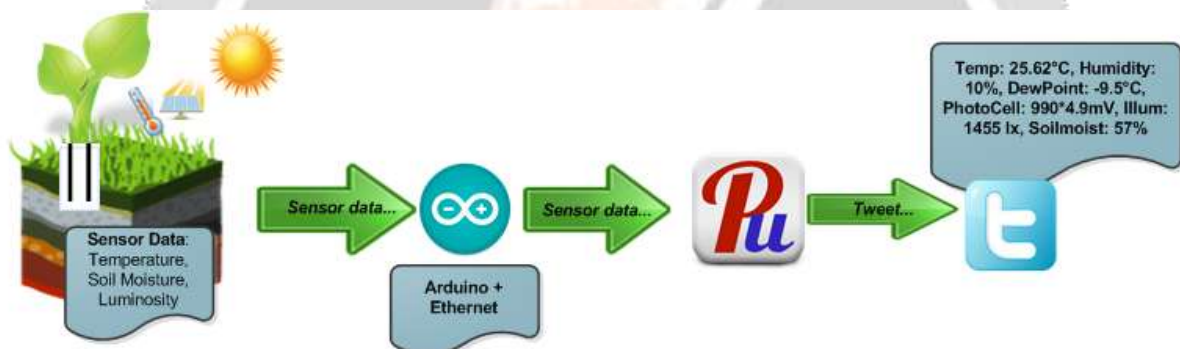 Sensor Data:
Temperature,
Soil Moisture,
Luminosity
Sensor data...
Arduino +
Ethernet
Sensor data...
Pu
Tweet...
Temp: 25.62°C, Humidity:
10%, DewPoint: -9.5°C,
PhotoCell: 990*4.9mV, Illum:
1455 lx, Soilmoist: 57%
t